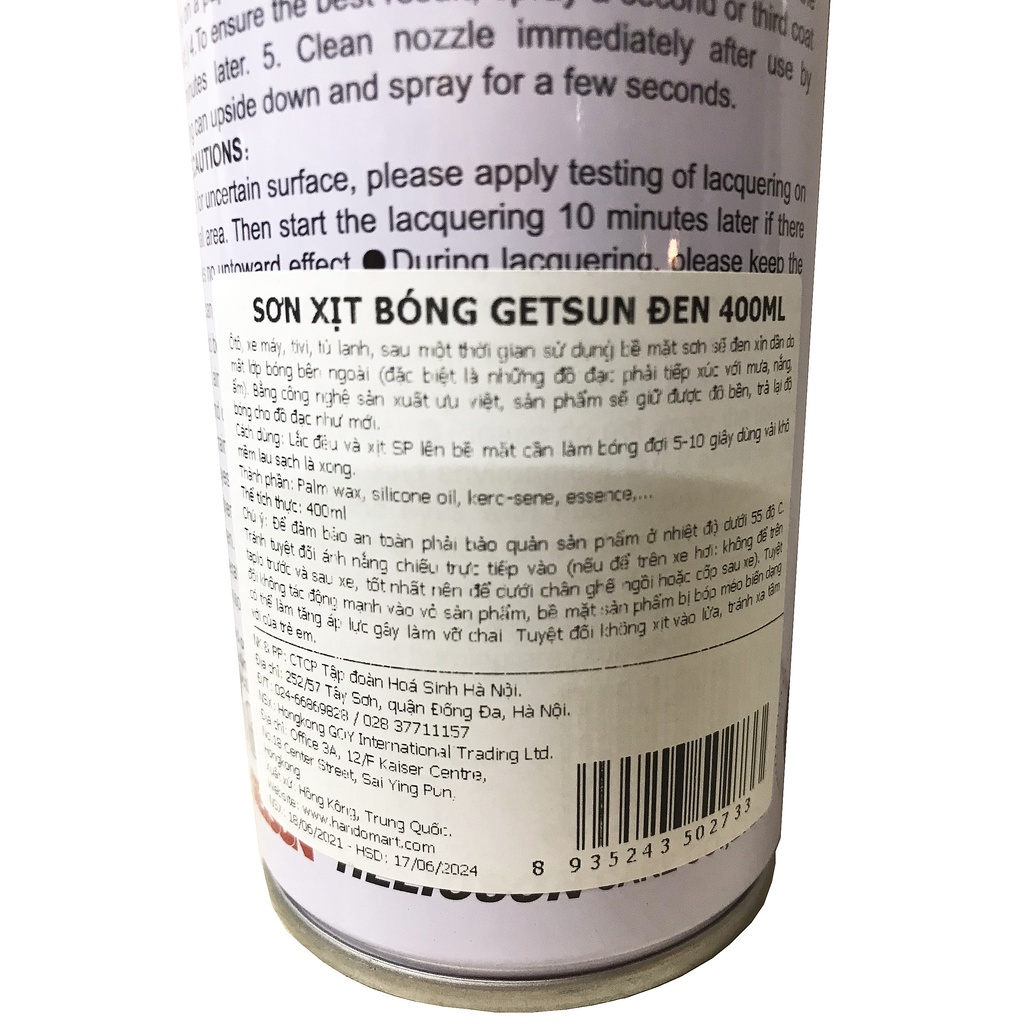 4.To ensure the best result, spray a second or third coat
later. 5. Clean nozzle immediately after use by
can upside down and spray for a few seconds.
uncertain surface, please apply testing of lacquering on
area. Then start the lacquering 10 minutes later if there
untoward effect ● During lacquering, please keep the
SƠN XỊT BÓNG GETSUN ĐEN 400ML
Ôtô, xe máy, tivi, tủ lạnh, sau một thời gian sử dụng bề mặt sơn sẽ đen xỉn dần do
mất lớp bóng bên ngoài (đặc biệt là những đồ đạc phải tiếp xúc với mưa, nắng,
ẩm). Bằng công nghệ sản xuất ưu việt, sản phẩm sẽ giữ được độ bền, trả lại độ
bóng cho đồ đạc như mới.
Cách dùng: Lắc đều và xịt SP lên bề mặt cần làm bóng đợi 5-10 giây dùng vải khô
mềm lau sạch là xong.
Thành phần: Palm wax, silicone oil, kerc-sene, essence,...
Thể tích thực: 400ml
Chú ý: Để đảm bảo an toàn phải bảo quản sản phẩm ở nhiệt độ dưới 55 độ C.
Tránh tuyệt đối ánh nắng chiếu trực tiếp vào (nếu để trên xe hơi: không để trên
taplo trước và sau xe, tốt nhất nên để dưới chân ghế ngồi hoặc cốp sau xe). Tuyệt
đối không tác động mạnh vào vỏ sản phẩm, bề mặt sản phẩm bị bóp méo biến dạng
có thể làm tăng áp lực gây làm vỡ chai Tuyệt đối không xịt vào lửa, tránh xa tầm
với của trẻ em.
NK & PP: CTCP Tập đoàn Hoá Sinh Hà Nội.
Địa chỉ: 252/57 Tây Sơn, quận Đống Đa, Hà Nội.
ĐT: 024-66869828 / 028 37711157
NSX: Hongkong GOY International Trading Ltd.
Địa chỉ: Office 3A, 12/F Kaiser Centre,
No.18 Center Street, Sai Ying Pun,
Hongkong
Xuất xứ: Hồng Kông, Trung Quốc.
Website: www.handomart.com
NSX: 18/06/2021 - HSD: 17/06/2024
8 935243 502733